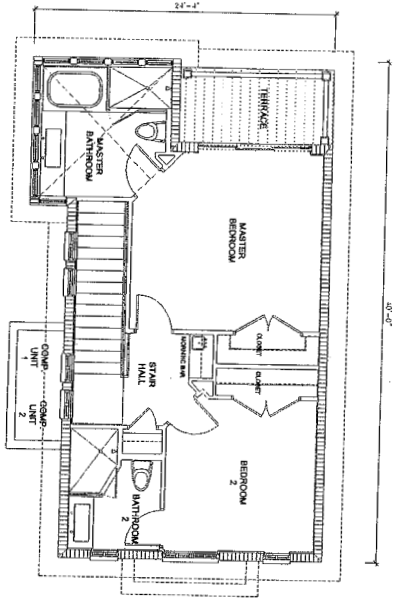 24'-4"
40'-0"
TERRACE
MASTER
BATHROOM
MASTER
BEDROOM
CLOSET
CLOSET
MORNING BAR
STAIR
HALL
COMP.
UNIT
1
COMP.
UNIT
2
BEDROOM
2
BATHROOM
2